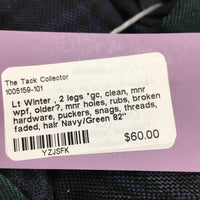 The Tack Collector
1005159-101
Lt Winter , 2 legs *gc, clean, mnr
wpf, older?, mnr holes, rubs, broken
hardware, puckers, snags, threads,
faded, hair Navy/Green 82"
$60.00
YZJSFK